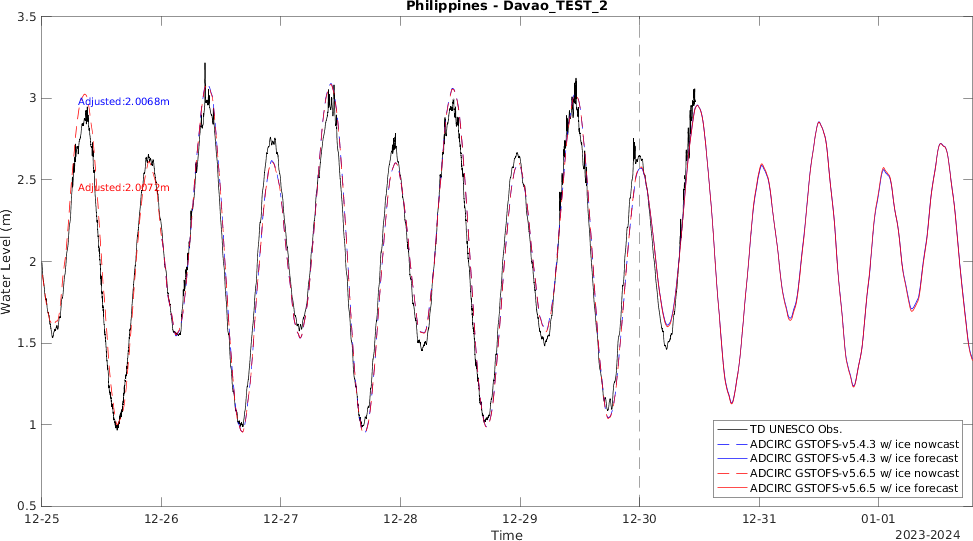 Philippines - Davao_TEST_2
3.5
3
2.5
2
1.5
1
0.5
Water Level (m)
Adjusted:2.0068m
Adjusted:2.0072m
TD UNESCO Obs.
ADCIRC GSTOFS-v5.4.3 w/ ice nowcast
ADCIRC GSTOFS-v5.4.3 w/ ice forecast
ADCIRC GSTOFS-v5.6.5 w/ ice nowcast
ADCIRC GSTOFS-v5.6.5 w/ ice forecast
12-25 12-26 12-27 12-28 12-29 12-30 12-31 01-01
Time
2023-2024